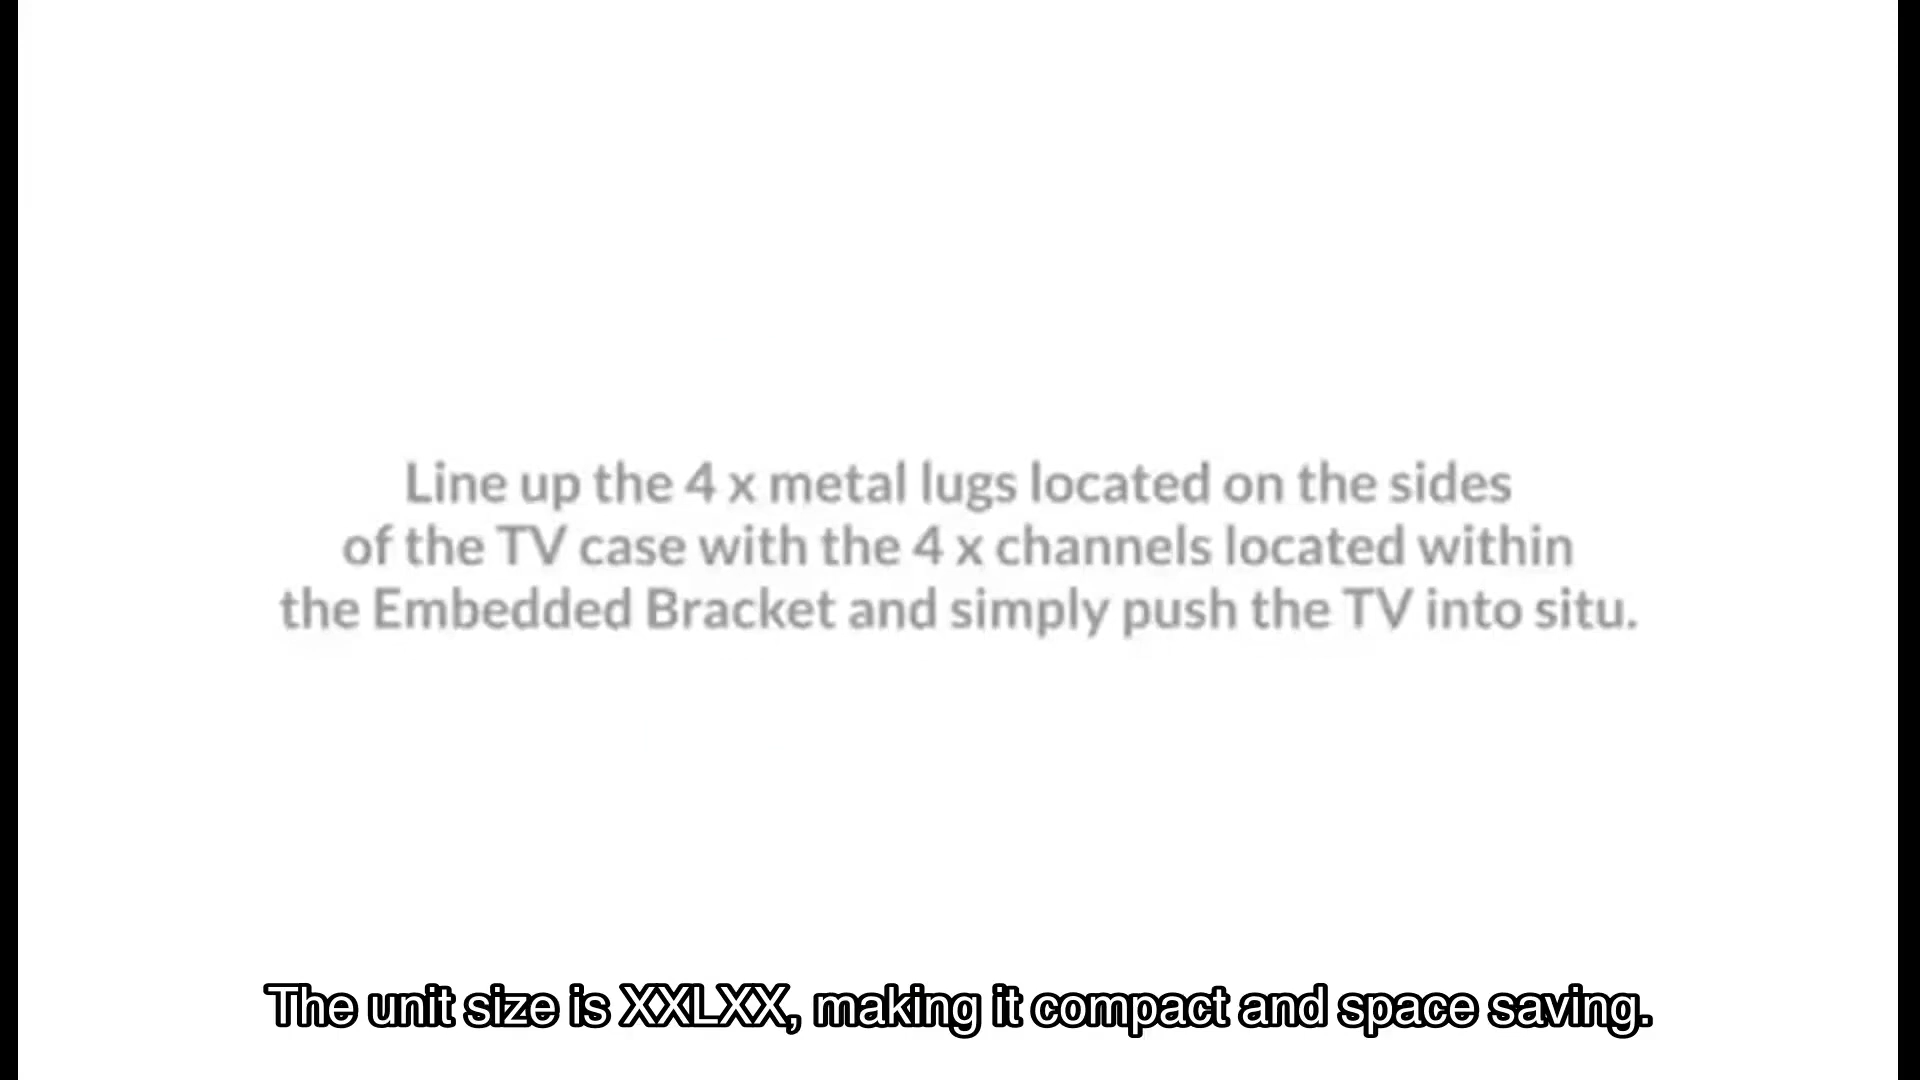 Line up the 4 x metal lugs located on the sides
of the TV case with the 4 x channels located within
the Embedded Bracket and simply push the TV into situ.
The unit size is XXLXX, making it compact and space saving.